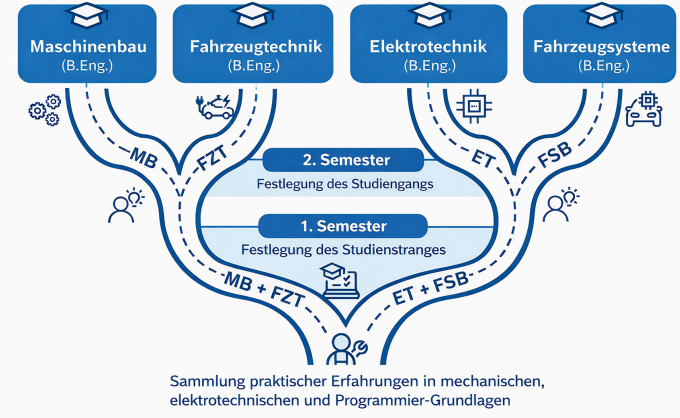 Maschinenbau
(B.Eng.)
Fahrzeugtechnik
(B.Eng.)
Elektrotechnik
(B.Eng.)
Fahrzeugsysteme
(B.Eng.)
MB
FZT
ET
FSB
2. Semester
Festlegung des Studiengangs
1. Semester
Festlegung des Studienstranges
MB + FZT
ET + FSB
Sammlung praktischer Erfahrungen in mechanischen,
elektrotechnischen und Programmier-Grundlagen